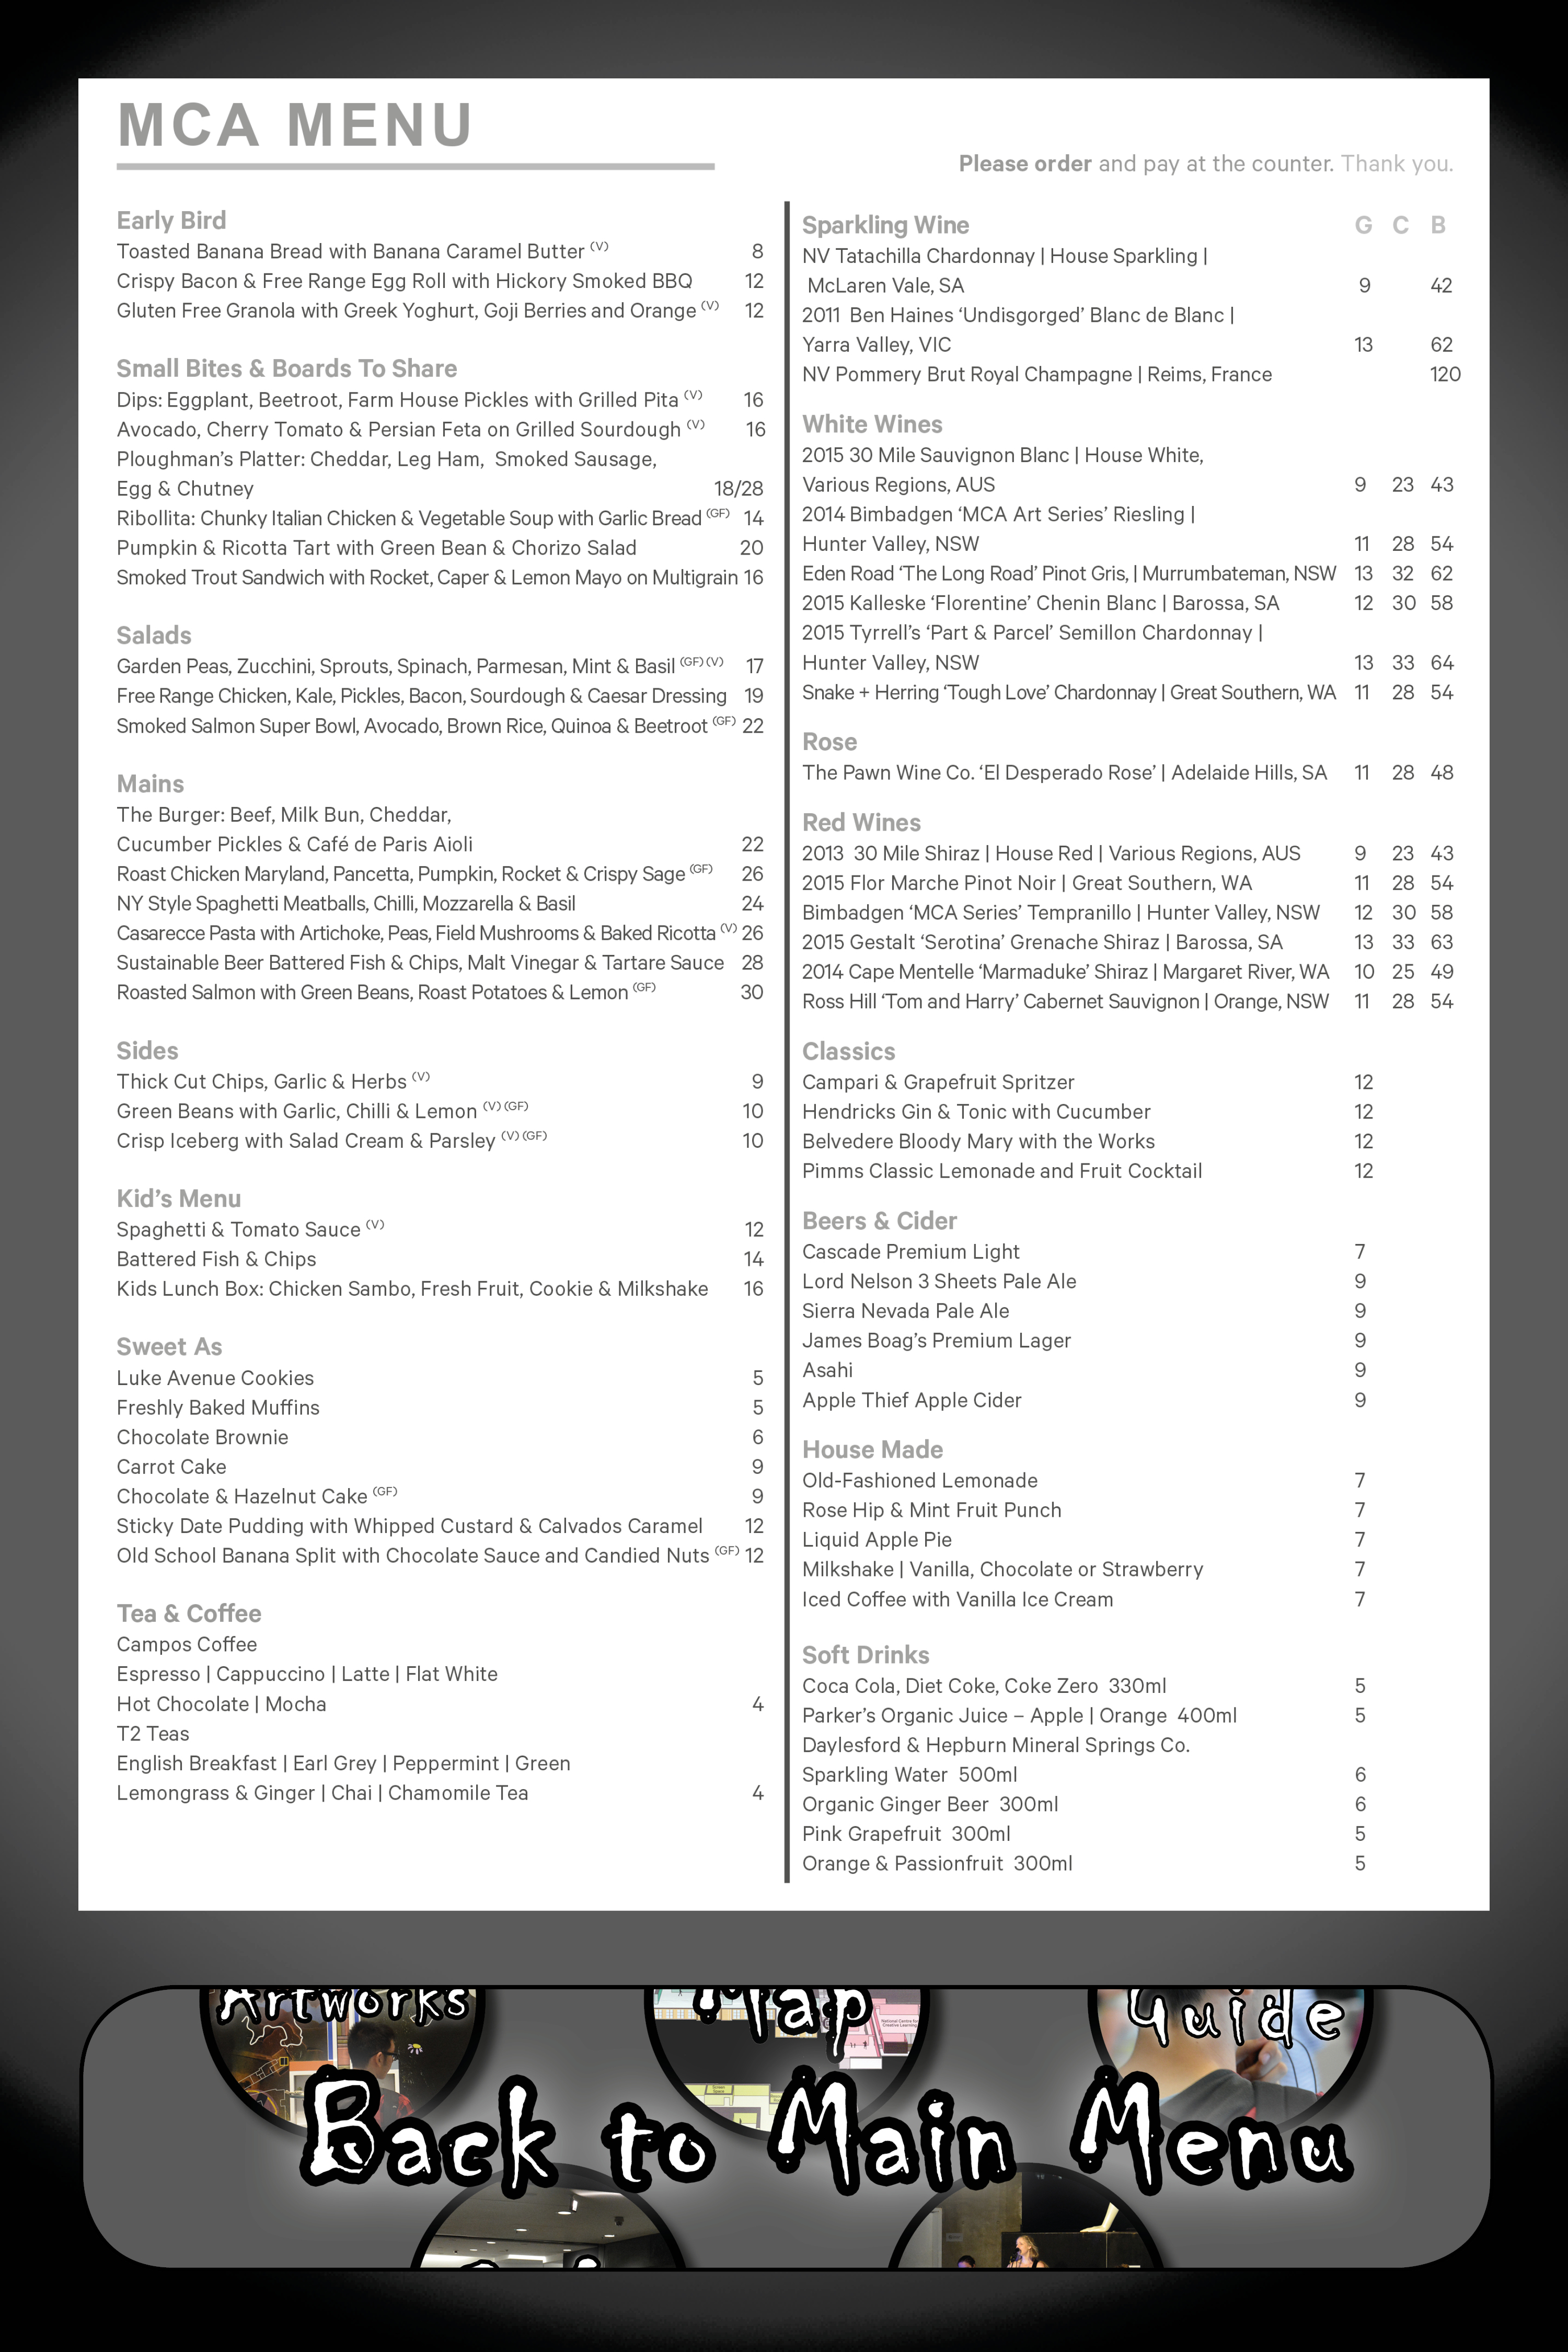 MCA MENU
Please order and pay at the counter. Thank you.
Early Bird
Toasted Banana Bread with Banana Caramel Butter (V) 8
Crispy Bacon & Free Range Egg Roll with Hickory Smoked BBQ 12
Gluten Free Granola with Greek Yoghurt, Goji Berries and Orange (V) 12
Small Bites & Boards To Share
Dips: Eggplant, Beetroot, Farm House Pickles with Grilled Pita (V) 16
Avocado, Cherry Tomato & Persian Feta on Grilled Sourdough (V) 16
Ploughman’s Platter: Cheddar, Leg Ham, Smoked Sausage,
Egg & Chutney 18/28
Ribollita: Chunky Italian Chicken & Vegetable Soup with Garlic Bread (GF) 14
Pumpkin & Ricotta Tart with Green Bean & Chorizo Salad 20
Smoked Trout Sandwich with Rocket, Caper & Lemon Mayo on Multigrain 16
Salads
Garden Peas, Zucchini, Sprouts, Spinach, Parmesan, Mint & Basil (GF) (V) 17
Free Range Chicken, Kale, Pickles, Bacon, Sourdough & Caesar Dressing 19
Smoked Salmon Super Bowl, Avocado, Brown Rice, Quinoa & Beetroot (GF) 22
Mains
The Burger: Beef, Milk Bun, Cheddar,
Cucumber Pickles & Café de Paris Aioli 22
Roast Chicken Maryland, Pancetta, Pumpkin, Rocket & Crispy Sage (GF) 26
NY Style Spaghetti Meatballs, Chilli, Mozzarella & Basil 24
Casarecce Pasta with Artichoke, Peas, Field Mushrooms & Baked Ricotta (V) 26
Sustainable Beer Battered Fish & Chips, Malt Vinegar & Tartare Sauce 28
Roasted Salmon with Green Beans, Roast Potatoes & Lemon (GF) 30
Sides
Thick Cut Chips, Garlic & Herbs (V) 9
Green Beans with Garlic, Chilli & Lemon (V) (GF) 10
Crisp Iceberg with Salad Cream & Parsley (V) (GF) 10
Kid’s Menu
Spaghetti & Tomato Sauce (V) 12
Battered Fish & Chips 14
Kids Lunch Box: Chicken Sambo, Fresh Fruit, Cookie & Milkshake 16
Sweet As
Luke Avenue Cookies 5
Freshly Baked Muffins 5
Chocolate Brownie 6
Carrot Cake 9
Chocolate & Hazelnut Cake (GF) 9
Sticky Date Pudding with Whipped Custard & Calvados Caramel 12
Old School Banana Split with Chocolate Sauce and Candied Nuts (GF) 12
Tea & Coffee
Campos Coffee
Espresso | Cappuccino | Latte | Flat White
Hot Chocolate | Mocha 4
T2 Teas
English Breakfast | Earl Grey | Peppermint | Green
Lemongrass & Ginger | Chai | Chamomile Tea 4
Sparkling Wine G C B
NV Tatachilla Chardonnay | House Sparkling |
McLaren Vale, SA 9 42
2011 Ben Haines ‘Undisgorged’ Blanc de Blanc |
Yarra Valley, VIC 13 62
NV Pommery Brut Royal Champagne | Reims, France 120
White Wines
2015 30 Mile Sauvignon Blanc | House White,
Various Regions, AUS 9 23 43
2014 Bimbadgen ‘MCA Art Series’ Riesling |
Hunter Valley, NSW 11 28 54
Eden Road ‘The Long Road’ Pinot Gris, | Murrumbateman, NSW 13 32 62
2015 Kalleske ‘Florentine’ Chenin Blanc | Barossa, SA 12 30 58
2015 Tyrrell’s ‘Part & Parcel’ Semillon Chardonnay |
Hunter Valley, NSW 13 33 64
Snake + Herring ‘Tough Love’ Chardonnay | Great Southern, WA 11 28 54
Rose
The Pawn Wine Co. ‘El Desperado Rose’ | Adelaide Hills, SA 11 28 48
Red Wines
2013 30 Mile Shiraz | House Red | Various Regions, AUS 9 23 43
2015 Flor Marche Pinot Noir | Great Southern, WA 11 28 54
Bimbadgen ‘MCA Series’ Tempranillo | Hunter Valley, NSW 12 30 58
2015 Gestalt ‘Serotina’ Grenache Shiraz | Barossa, SA 13 33 63
2014 Cape Mentelle ‘Marmaduke’ Shiraz | Margaret River, WA 10 25 49
Ross Hill ‘Tom and Harry’ Cabernet Sauvignon | Orange, NSW 11 28 54
Classics
Campari & Grapefruit Spritzer 12
Hendricks Gin & Tonic with Cucumber 12
Belvedere Bloody Mary with the Works 12
Pimms Classic Lemonade and Fruit Cocktail 12
Beers & Cider
Cascade Premium Light 7
Lord Nelson 3 Sheets Pale Ale 9
Sierra Nevada Pale Ale 9
James Boag’s Premium Lager 9
Asahi 9
Apple Thief Apple Cider 9
House Made
Old-Fashioned Lemonade 7
Rose Hip & Mint Fruit Punch 7
Liquid Apple Pie 7
Milkshake | Vanilla, Chocolate or Strawberry 7
Iced Coffee with Vanilla Ice Cream 7
Soft Drinks
Coca Cola, Diet Coke, Coke Zero 330ml 5
Parker’s Organic Juice – Apple | Orange 400ml 5
Daylesford & Hepburn Mineral Springs Co.
Sparkling Water 500ml 6
Organic Ginger Beer 300ml 6
Pink Grapefruit 300ml 5
Orange & Passionfruit 300ml 5
Artworks Map Guide
National Centre for Creative Learning
Back to Main Menu